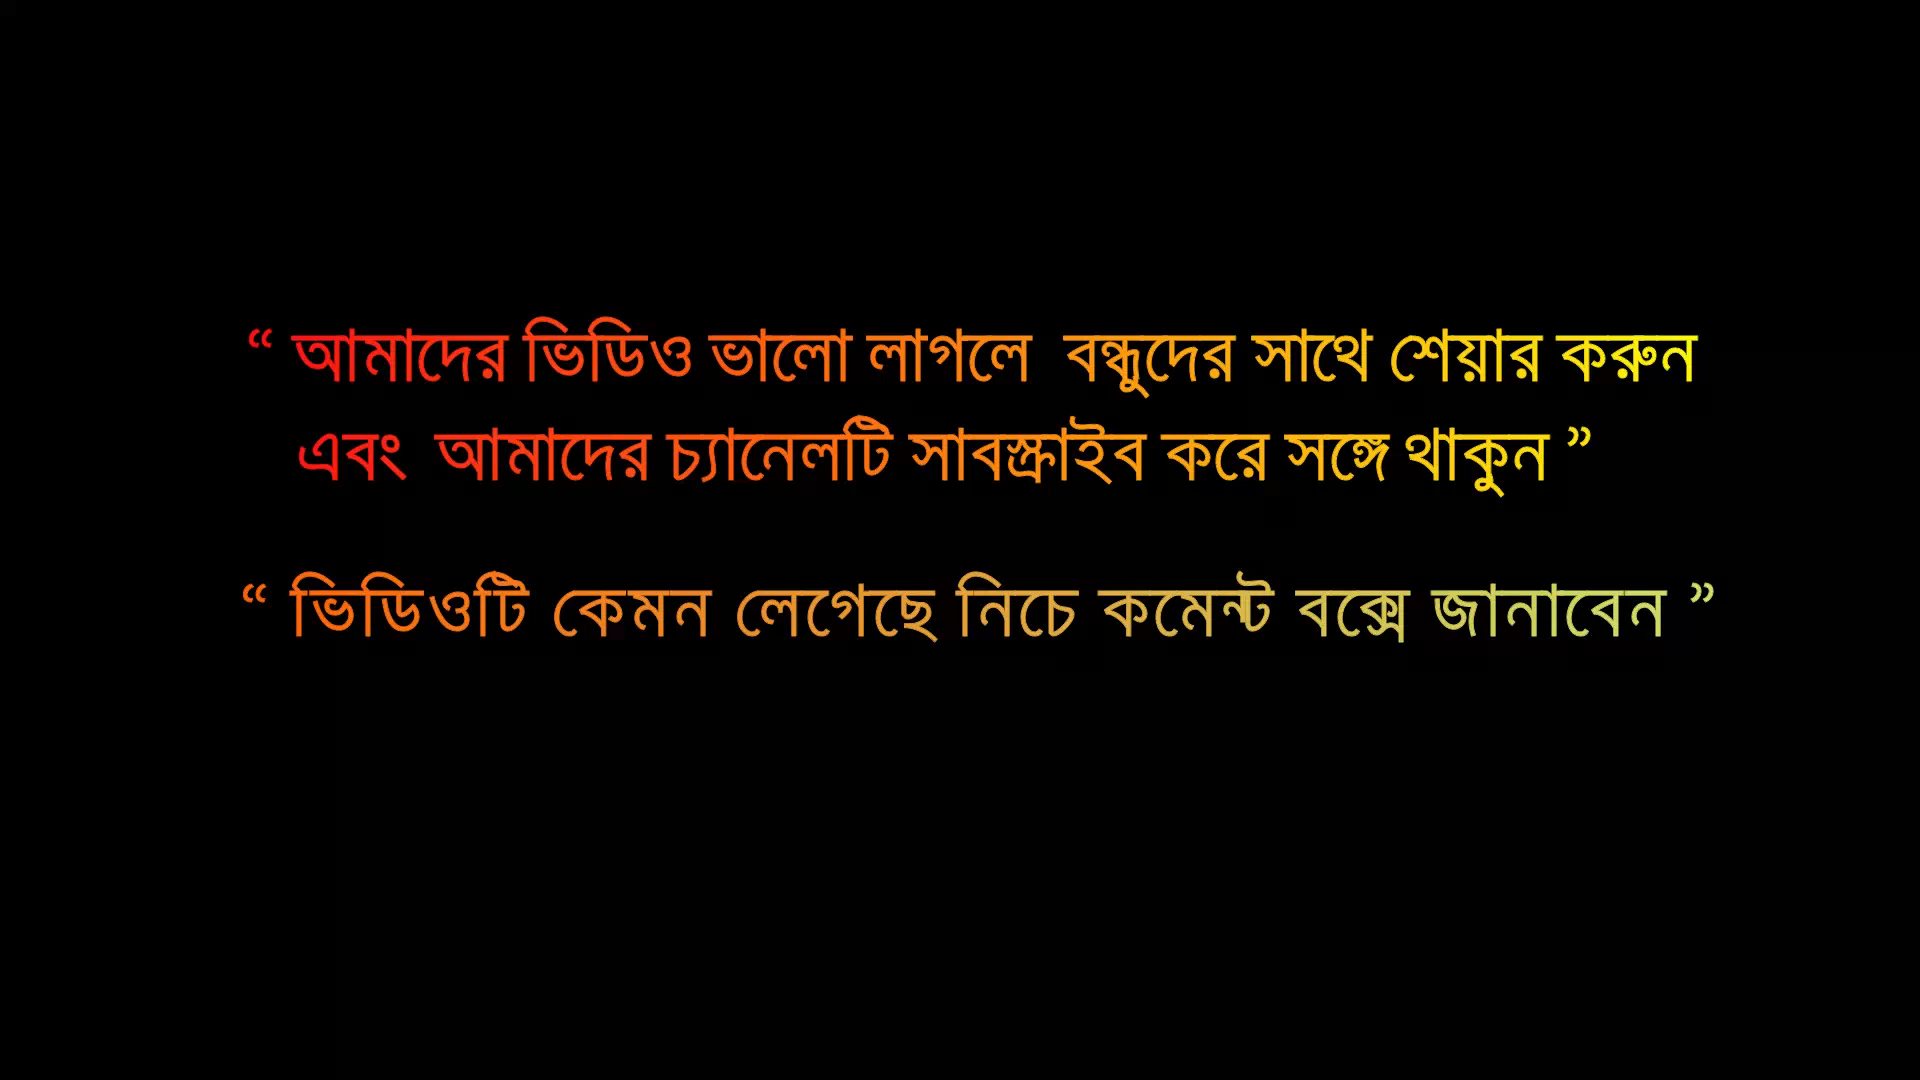 “ আমাদের ভিডিও ভালো লাগলে বন্ধুদের সাথে শেয়ার করুন
এবং আমাদের চ্যানেলটি সাবস্ক্রাইব করে সঙ্গে থাকুন ”
“ ভিডিওটি কেমন লেগেছে নিচে কমেন্ট বক্সে জানাবেন ”